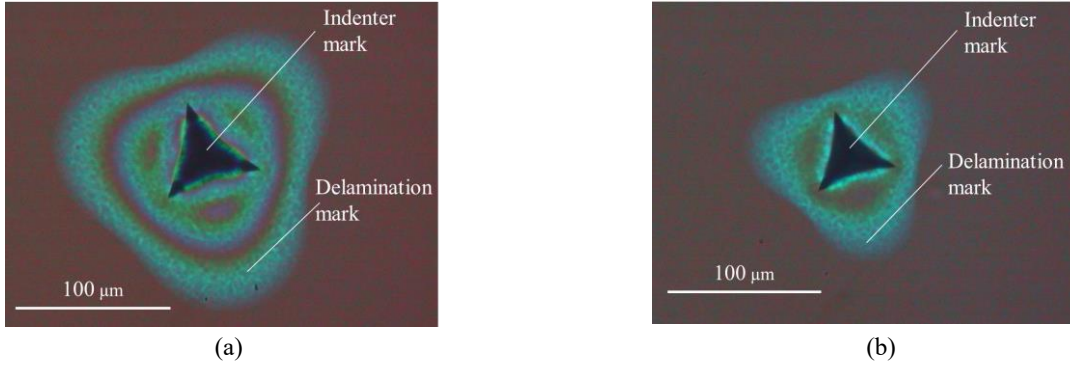 Indenter
mark
Delamination
mark
100 μm
(a)
Indenter
mark
Delamination
mark
100 μm
(b)